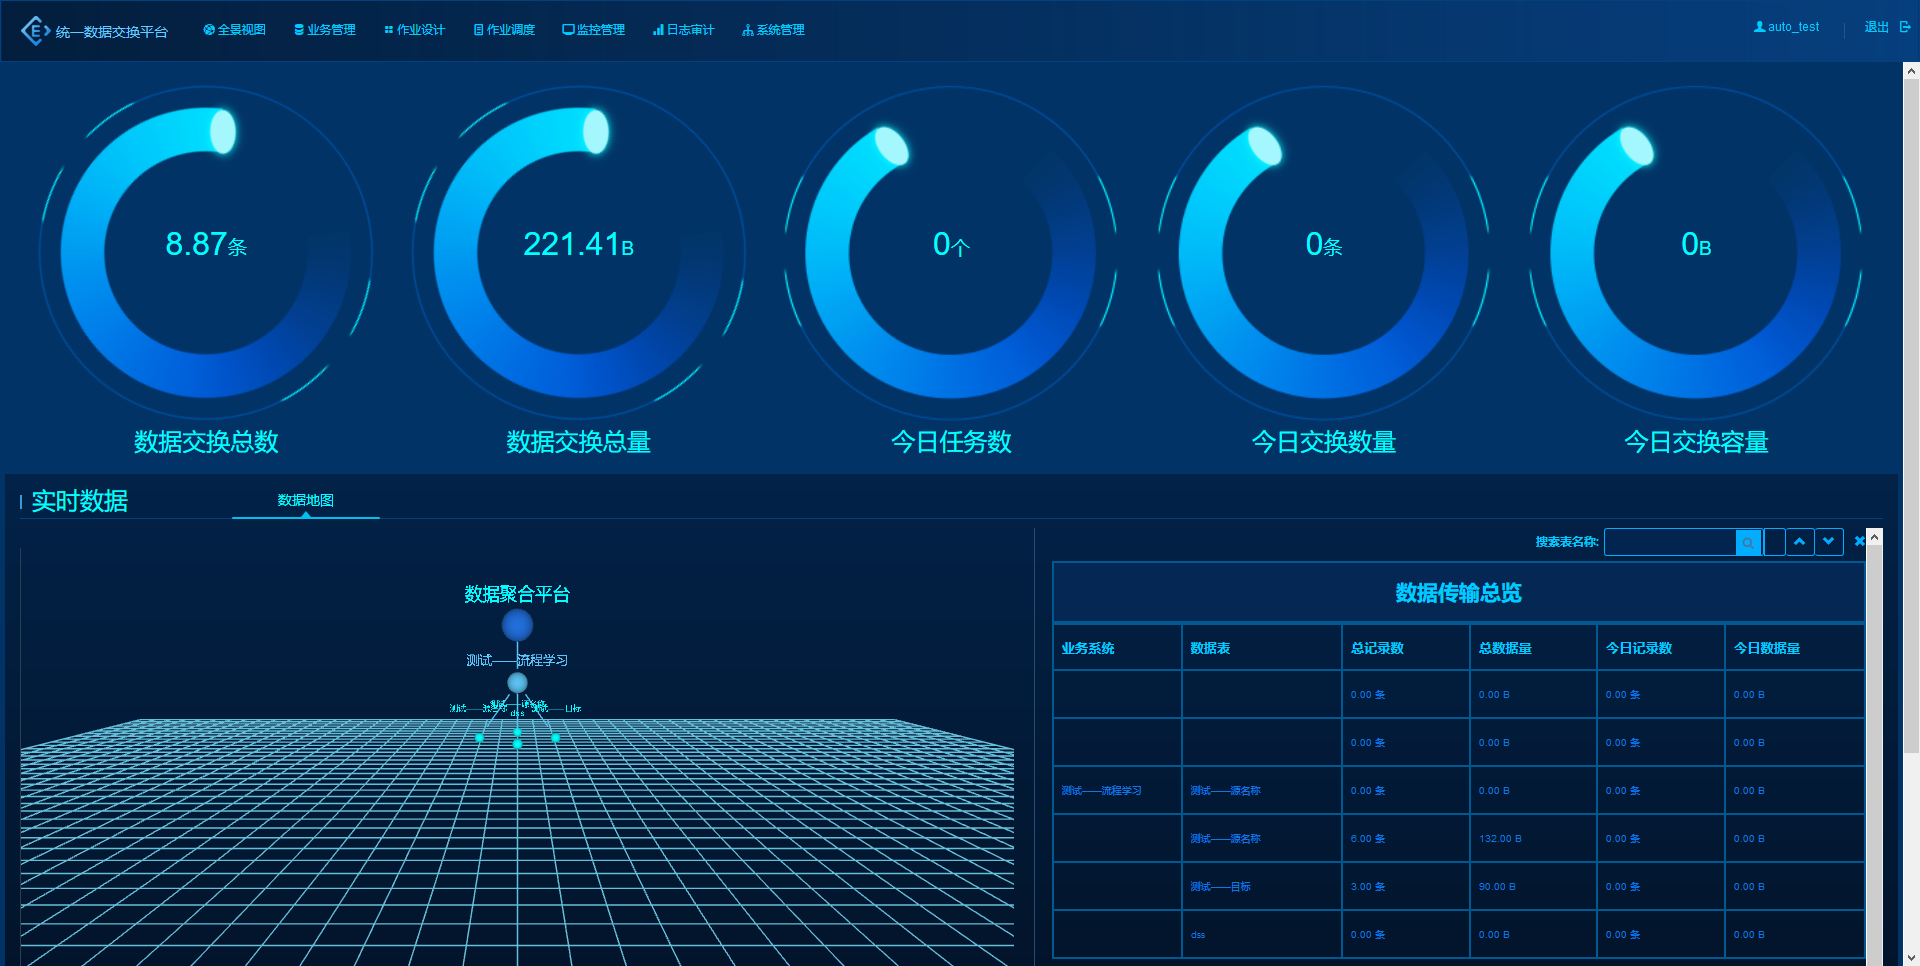 统一数据交换平台 全景视图 业务管理 作业设计 作业调度 监控管理 日志审计 系统管理 auto_test 退出
8.87条 221.41B 0个 0条 0B
数据交换总数 数据交换总量 今日任务数 今日交换数量 今日交换容量
实时数据 数据地图
搜索表名称:
数据聚合平台
测试——流程学习
dss
数据传输总览
业务系统 数据表 总记录数 总数据量 今日记录数 今日数据量
0.00 条 0.00 B 0.00 条 0.00 B
0.00 条 0.00 B 0.00 条 0.00 B
测试——流程学习 测试——源名称 0.00 条 0.00 B 0.00 条 0.00 B
测试——源名称 6.00 条 132.00 B 0.00 条 0.00 B
测试——目标 3.00 条 90.00 B 0.00 条 0.00 B
dss 0.00 条 0.00 B 0.00 条 0.00 B